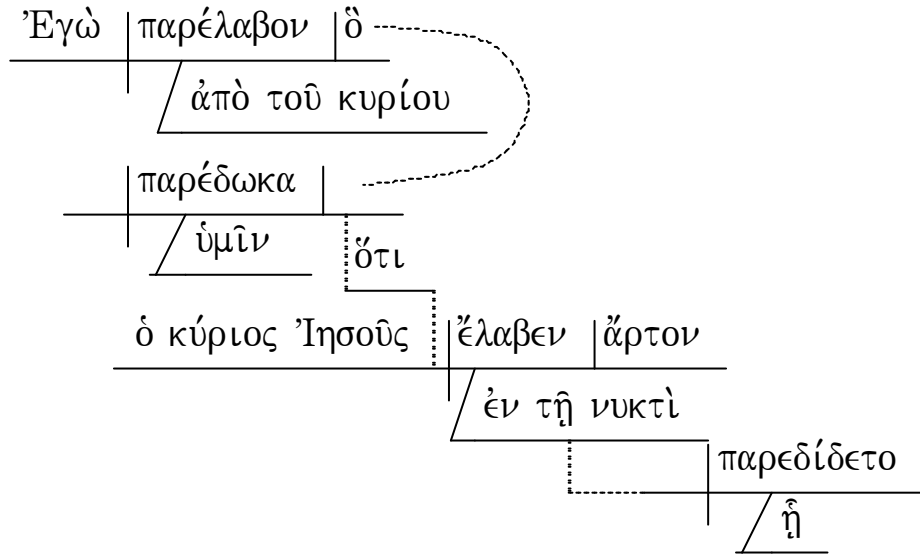 Ἐγὼ παρέλαβον ὃ
ἀπὸ τοῦ κυρίου
παρέδωκα
ὑμῖν
ὅτι
ὁ κύριος Ἰησοῦς ἔλαβεν ἄρτον
ἐν τῇ νυκτὶ
παρεδίδετο
ᾗ